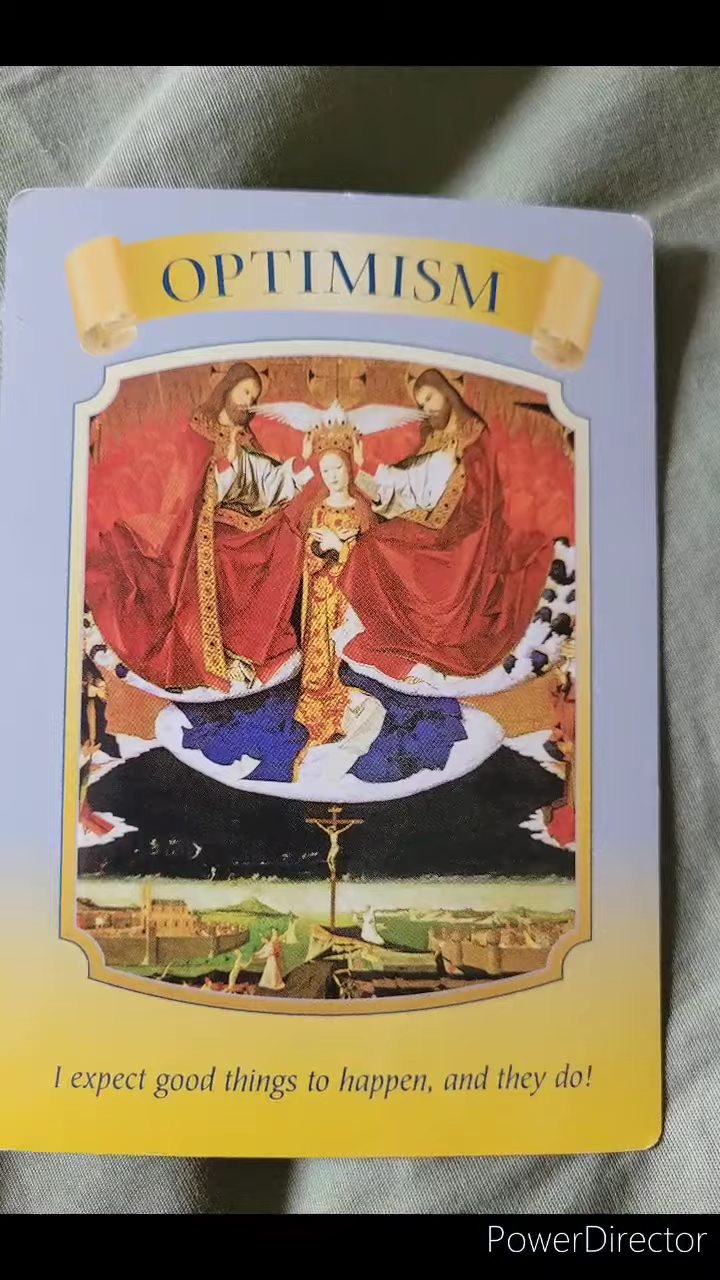 OPTIMISM
I expect good things to happen, and they do!
PowerDirector